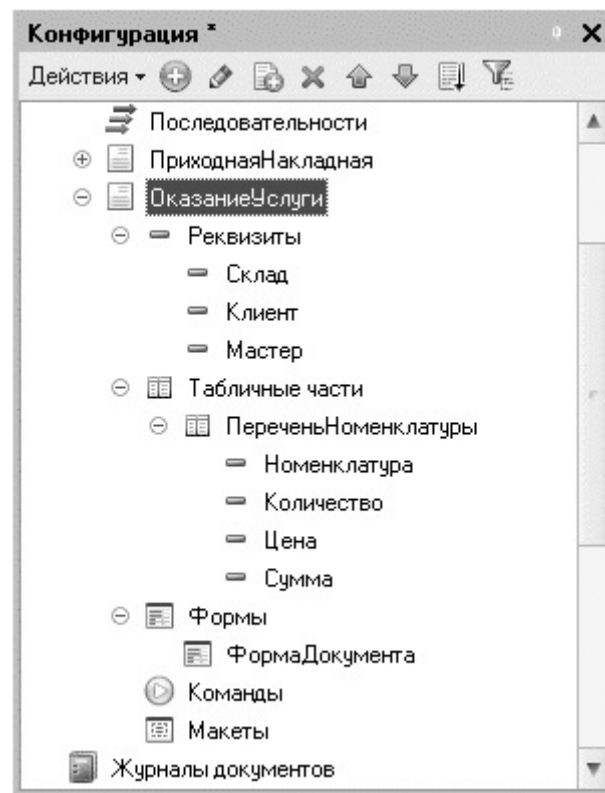 Конфигурация *
Действия
Последовательности
ПриходнаяНакладная
ОказаниеУслуги
Реквизиты
Склад
Клиент
Мастер
Табличные части
ПереченьНоменклатуры
Номенклатура
Количество
Цена
Сумма
Формы
ФормаДокумента
Команды
Макеты
Журналы документов